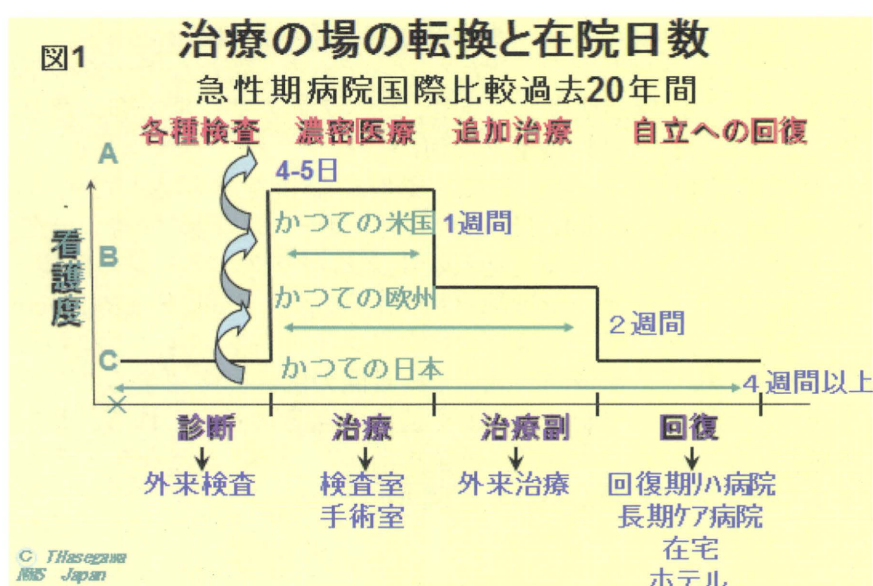 図1
治療の場の転換と在院日数
急性期病院国際比較過去20年間
各種検査 濃密医療 追加治療 自立への回復
A
4-5日
かつての米国 1週間
看護度
B
かつての欧州
2週間
C
かつての日本
4週間以上
診断 治療 治療副 回復
外来検査 検査室 外来治療 回復期リハ病院
手術室 長期ケア病院
在宅
ホテル
© THasegawa
NMS Japan